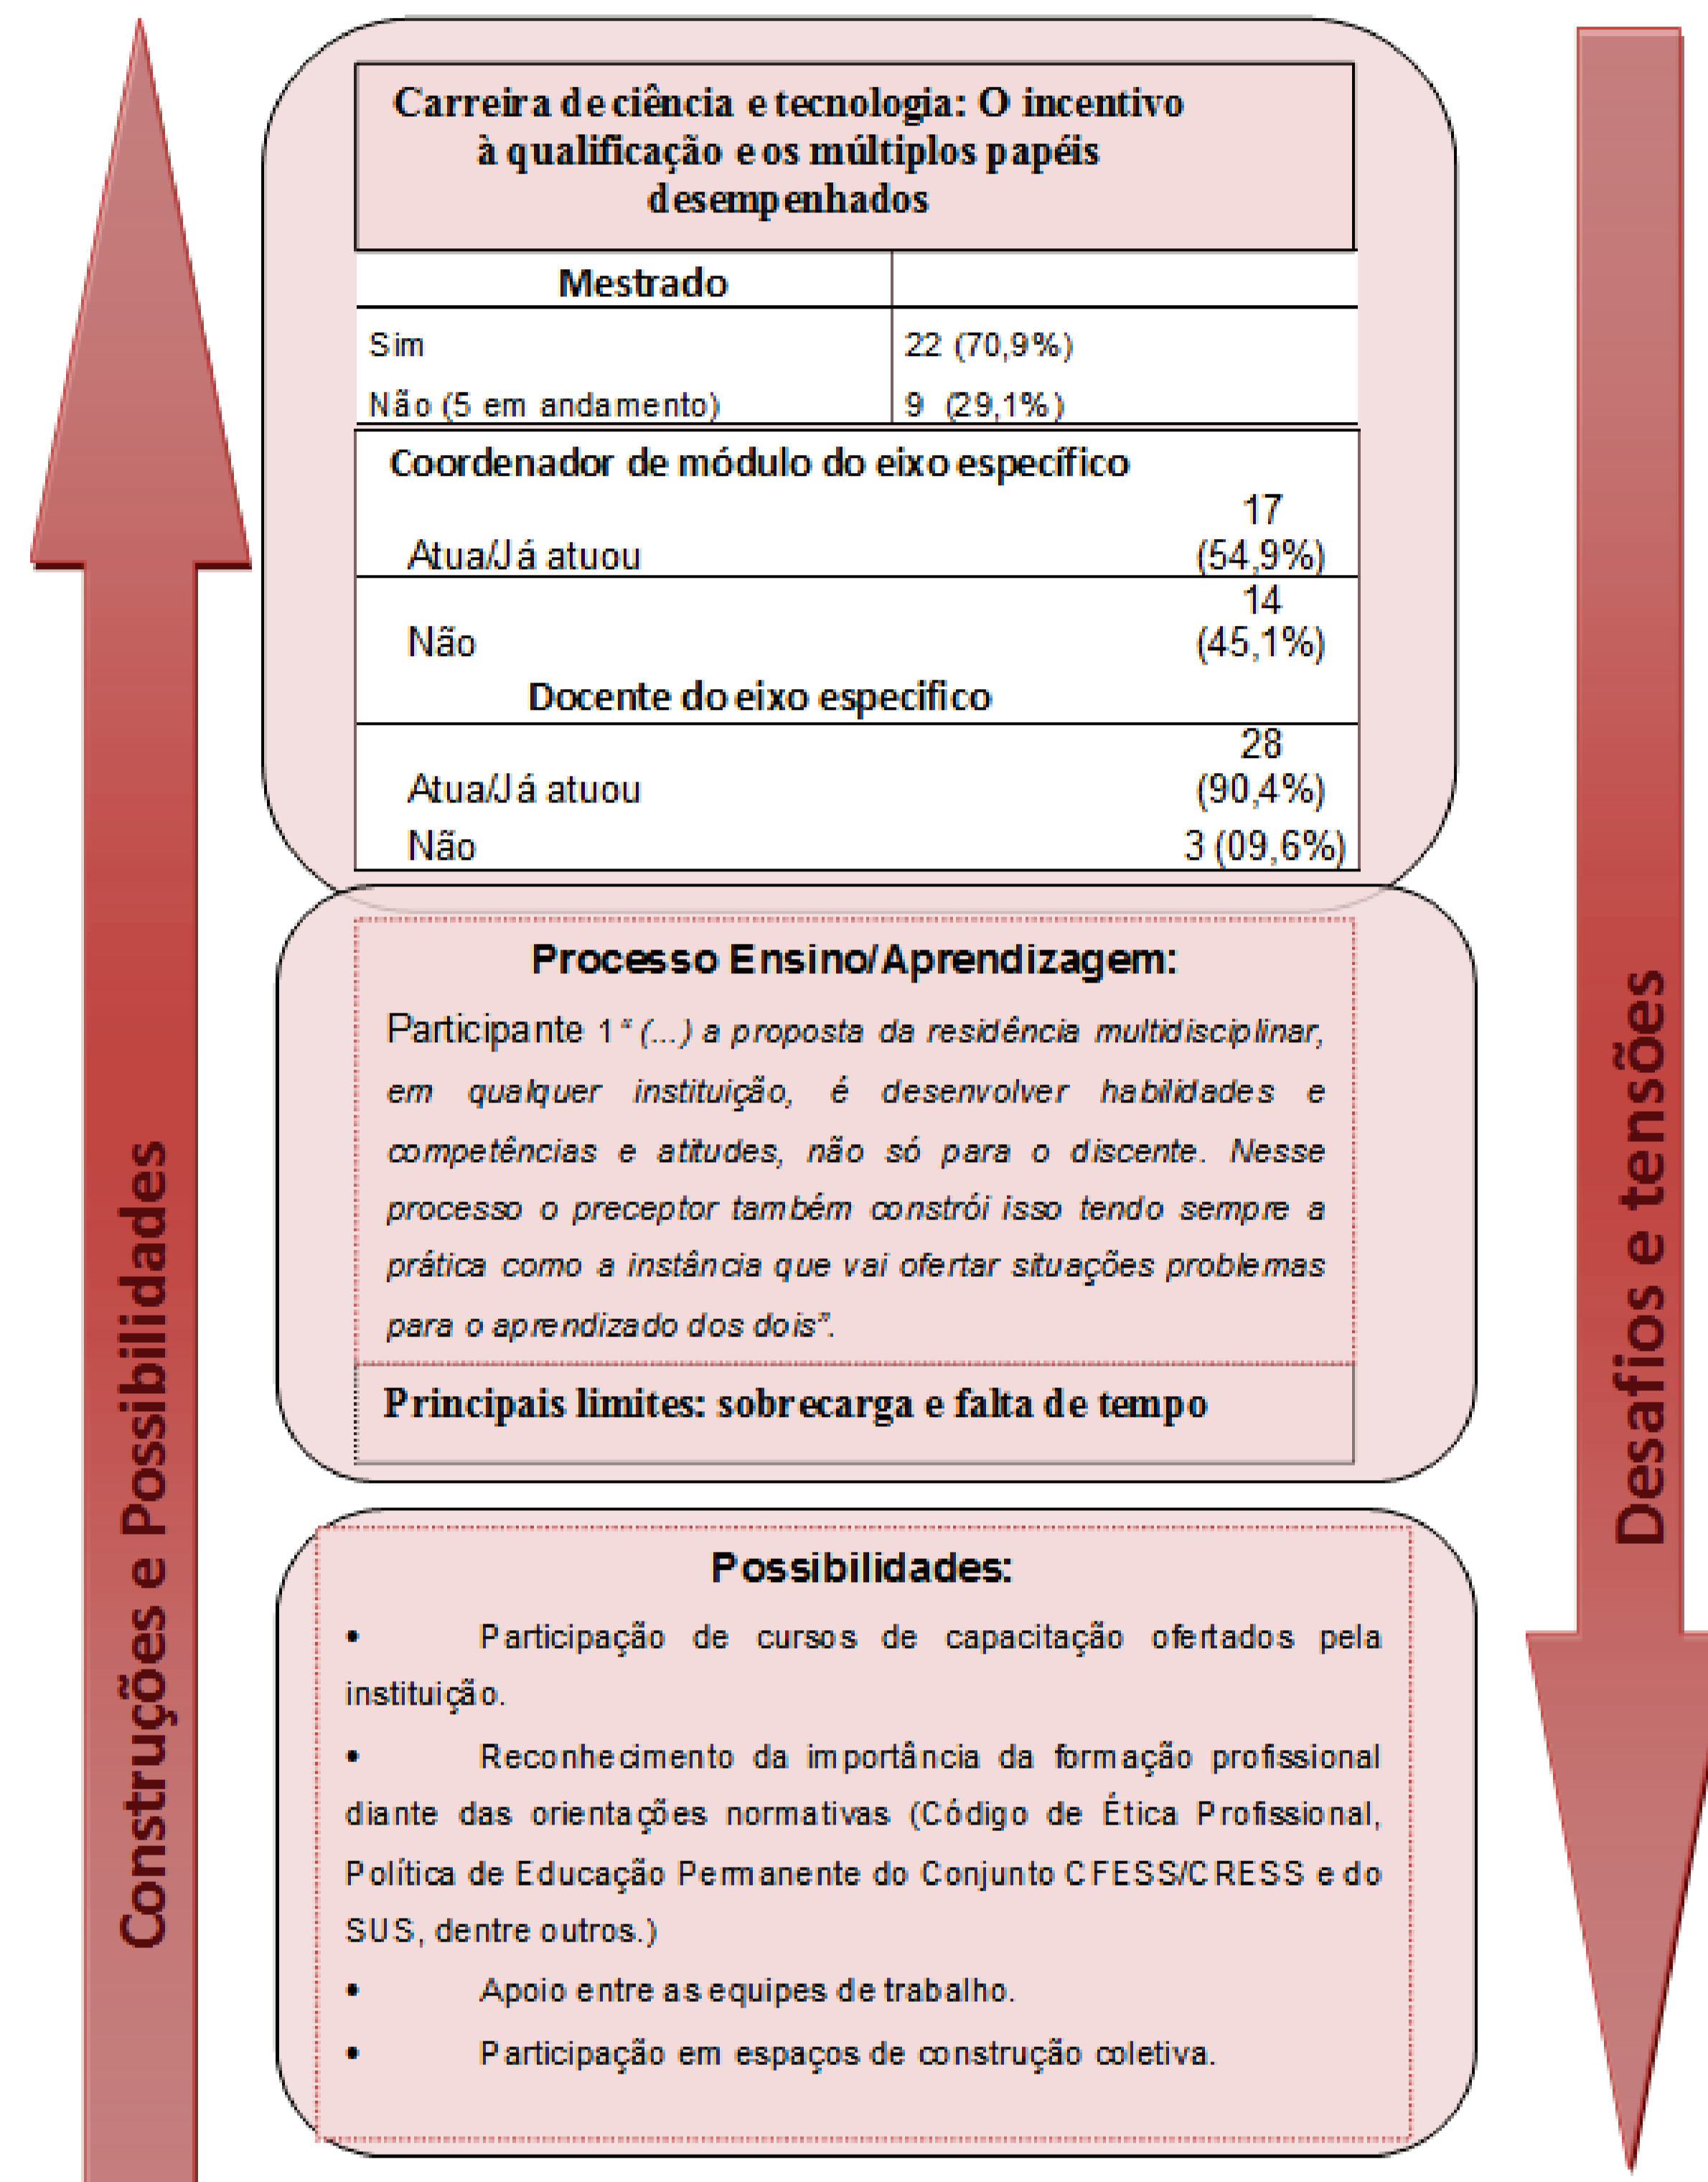 Construções e Possibilidades
Carreira de ciência e tecnologia: O incentivo
à qualificação e os múltiplos papéis
desempenhados
Mestrado
Sim 22 (70,9%)
Não (5 em andamento) 9 (29,1%)
Coordenador de módulo do eixo específico
17
Atua/Já atuou (54,9%)
14
Não (45,1%)
Docente do eixo especifico
28
Atua/Já atuou (90,4%)
Não 3 (09,6%)
Processo Ensino/Aprendizagem:
Participante 1 “ (...) a proposta da residência multidisciplinar,
em qualquer instituição, é desenvolver habilidades e
competências e atitudes, não só para o discente. Nesse
processo o preceptor também constrói isso tendo sempre a
prática como a instância que vai ofertar situações problemas
para o aprendizado dos dois”.
Principais limites: sobrecarga e falta de tempo
Possibilidades:
• Participação de cursos de capacitação ofertados pela
instituição.
• Reconhecimento da importância da formação profissional
diante das orientações normativas (Código de Ética Profissional,
Política de Educação Permanente do Conjunto CFESS/CRESS e do
SUS, dentre outros.)
• Apoio entre as equipes de trabalho.
• Participação em espaços de construção coletiva.
Desafios e tensões